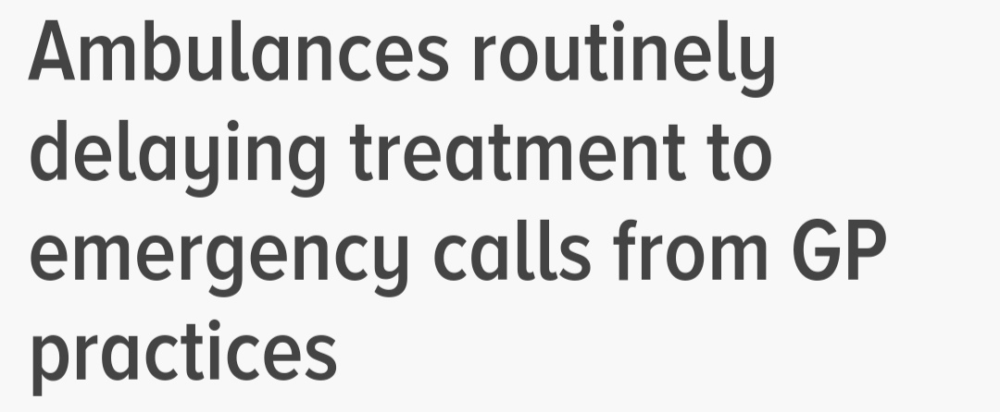 Ambulances routinely
delaying treatment to
emergency calls from GP
practices